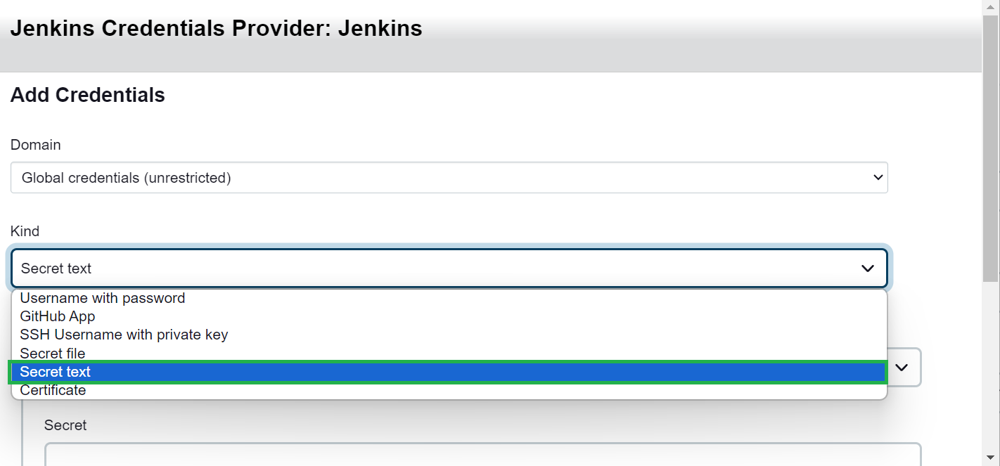 Jenkins Credentials Provider: Jenkins
Add Credentials
Domain
Global credentials (unrestricted)
Kind
Secret text
Username with password
GitHub App
SSH Username with private key
Secret file
Secret text
Certificate
Secret